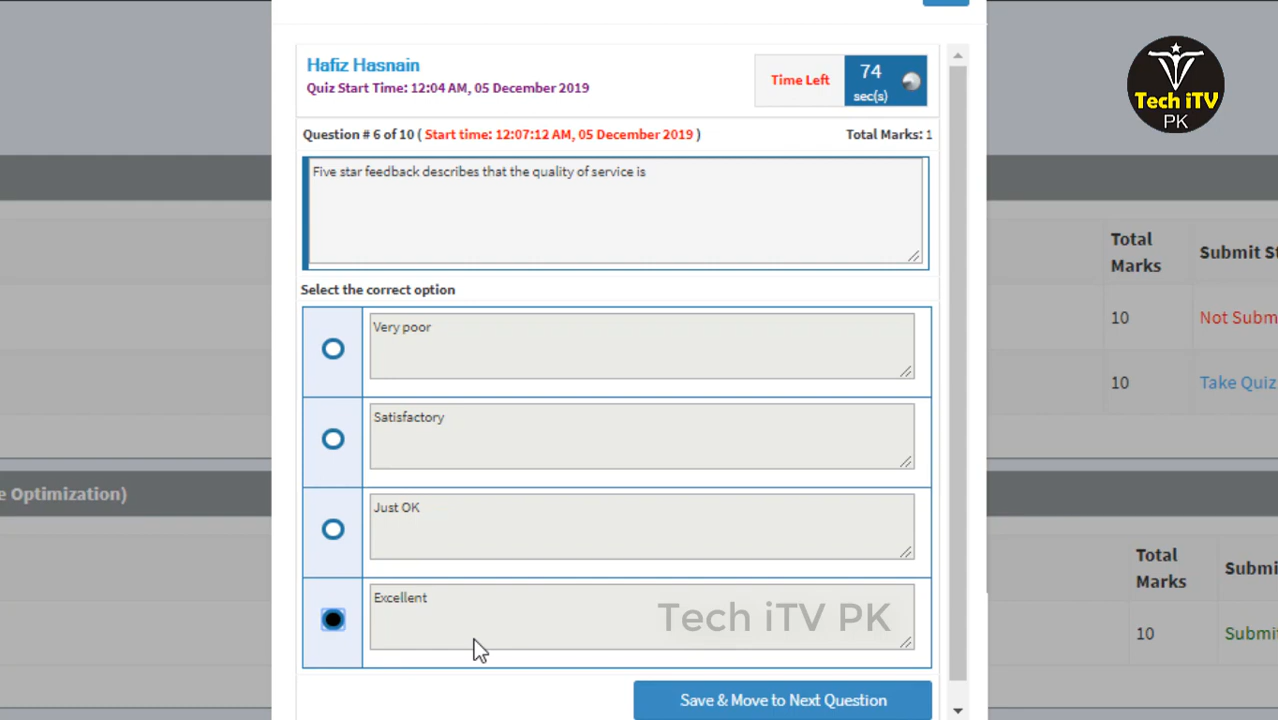 Hafiz Hasnain
Quiz Start Time: 12:04 AM, 05 December 2019
Time Left
74
sec(s)
Tech iTV
PK
Question # 6 of 10 ( Start time: 12:07:12 AM, 05 December 2019 )
Total Marks: 1
Five star feedback describes that the quality of service is
Select the correct option
Very poor
Satisfactory
Just OK
Excellent
Tech iTV PK
Save & Move to Next Question
Total
Marks
Submit St
10
Not Subm
10
Take Quiz
e Optimization)
Total
Marks
Submi
10
Submit